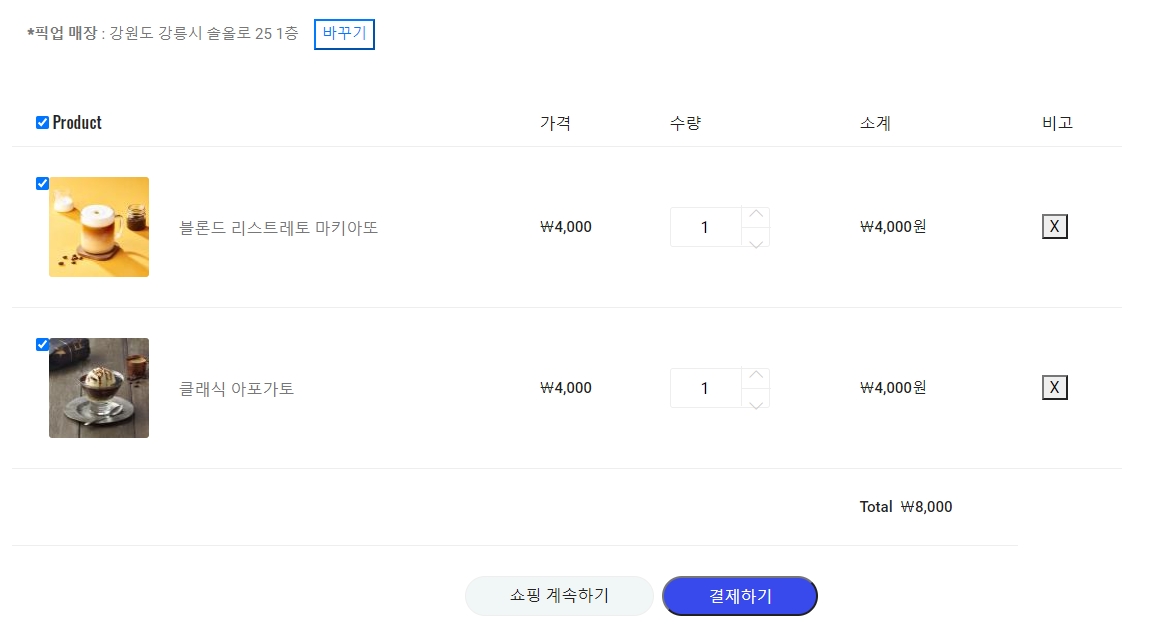 *픽업 매장 : 강원도 강릉시 솔올로 25 1층 바꾸기
Product 가격 수량 소계 비고
블론드 리스트레토 마키아또 ₩4,000 1 ₩4,000원 X
클래식 아포가토 ₩4,000 1 ₩4,000원 X
Total ₩8,000
쇼핑 계속하기 결제하기